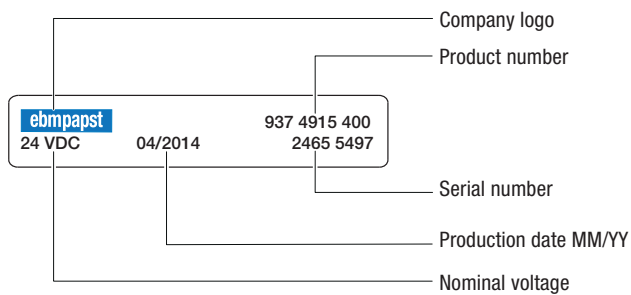 Company logo
Product number
ebmpapst
937 4915 400
24 VDC 04/2014 2465 5497
Serial number
Production date MM/YY
Nominal voltage